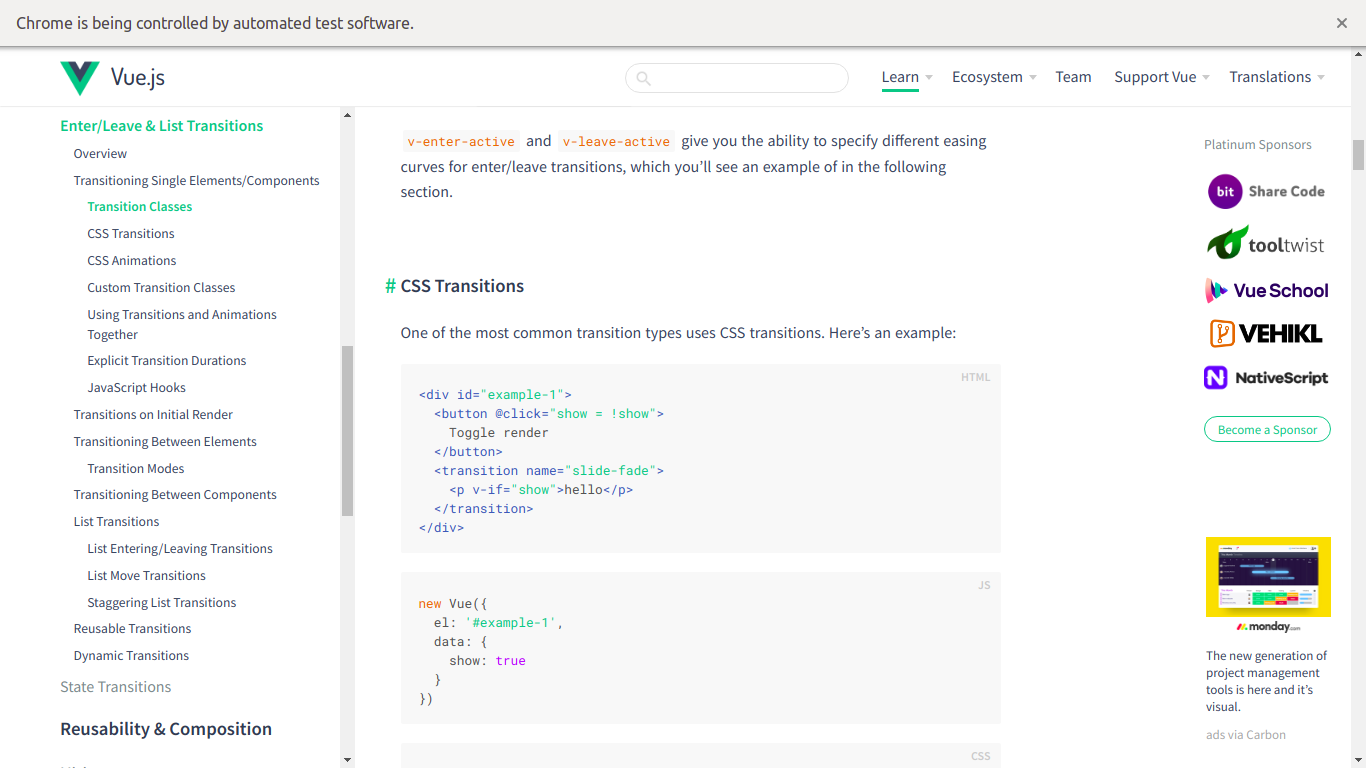 Chrome is being controlled by automated test software.
Vue.js
Learn
Ecosystem
Team
Support Vue
Translations
Enter/Leave & List Transitions
Overview
Transitioning Single Elements/Components
Transition Classes
CSS Transitions
CSS Animations
Custom Transition Classes
Using Transitions and Animations
Together
Explicit Transition Durations
JavaScript Hooks
Transitions on Initial Render
Transitioning Between Elements
Transition Modes
Transitioning Between Components
List Transitions
List Entering/Leaving Transitions
List Move Transitions
Staggering List Transitions
Reusable Transitions
Dynamic Transitions
State Transitions
Reusability & Composition
v-enter-active and v-leave-active give you the ability to specify different easing
curves for enter/leave transitions, which you’ll see an example of in the following
section.
# CSS Transitions
One of the most common transition types uses CSS transitions. Here’s an example:
HTML
<div id="example-1">
  <button @click="show = !show">
    Toggle render
  </button>
  <transition name="slide-fade">
    <p v-if="show">hello</p>
  </transition>
</div>
JS
new Vue({
  el: '#example-1',
  data: {
    show: true
  }
})
CSS
Platinum Sponsors
bit Share Code
tooltwist
Vue School
VEHIKL
NativeScript
Become a Sponsor
monday.com
The new generation of
project management
tools is here and it’s
visual.
ads via Carbon